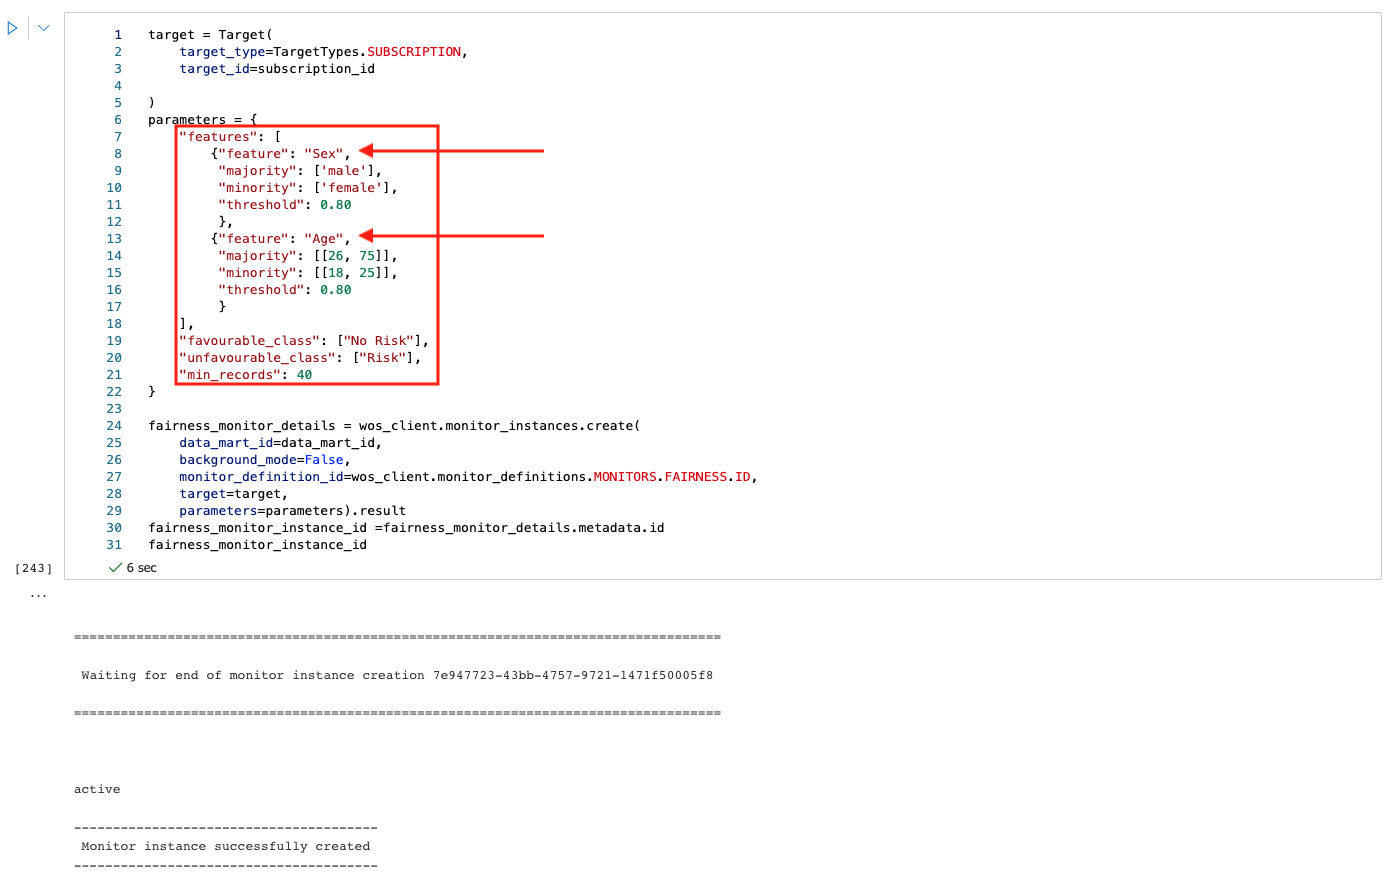 1 target = Target(
2     target_type=TargetTypes.SUBSCRIPTION,
3     target_id=subscription_id
4
5 )
6 parameters = {
7     "features": [
8         {"feature": "Sex",
9          "majority": ['male'],
10          "minority": ['female'],
11          "threshold": 0.80
12          },
13         {"feature": "Age",
14          "majority": [[26, 75]],
15          "minority": [[18, 25]],
16          "threshold": 0.80
17          }
18     ],
19     "favourable_class": ["No Risk"],
20     "unfavourable_class": ["Risk"],
21     "min_records": 40
22 }
23
24 fairness_monitor_details = wos_client.monitor_instances.create(
25     data_mart_id=data_mart_id,
26     background_mode=False,
27     monitor_definition_id=wos_client.monitor_definitions.MONITORS.FAIRNESS.ID,
28     target=target,
29     parameters=parameters).result
30 fairness_monitor_instance_id =fairness_monitor_details.metadata.id
31 fairness_monitor_instance_id
[243] ✓ 6 sec
...
===================================================================================
Waiting for end of monitor instance creation 7e947723-43bb-4757-9721-1471f50005f8
===================================================================================
active
---------------------------------------
Monitor instance successfully created
---------------------------------------